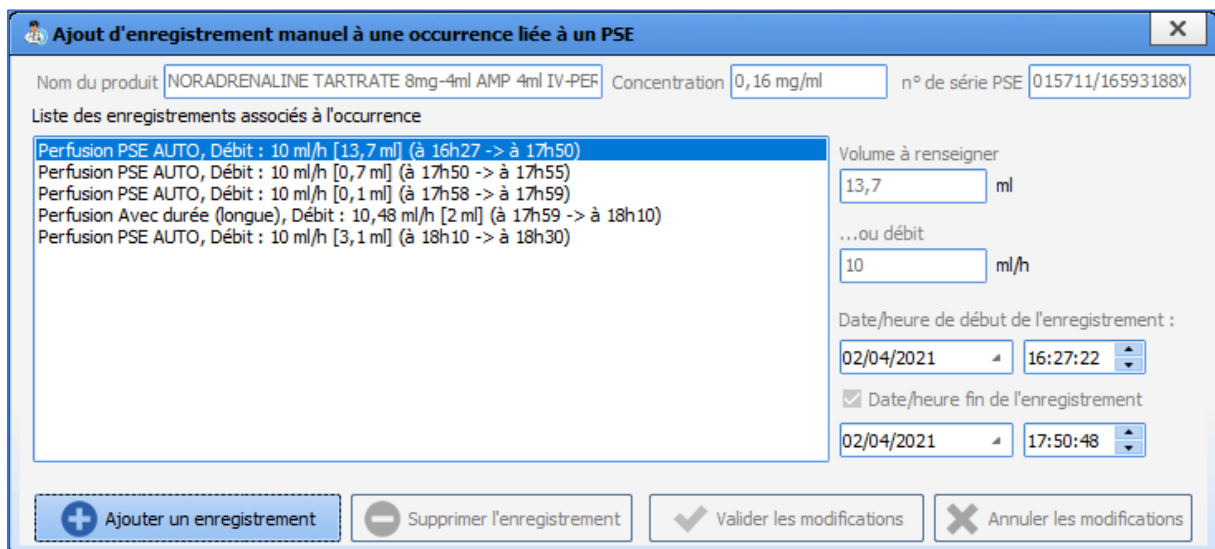 Ajout d'enregistrement manuel à une occurrence liée à un PSE
Nom du produit NORADRENALINE TARTRATE 8mg-4ml AMP 4ml IV-PER Concentration 0,16 mg/ml n° de série PSE 015711/16593188X
Liste des enregistrements associés à l'occurrence
Perfusion PSE AUTO, Débit : 10 ml/h [13,7 ml] (à 16h27 -> à 17h50)
Perfusion PSE AUTO, Débit : 10 ml/h [0,7 ml] (à 17h50 -> à 17h55)
Perfusion PSE AUTO, Débit : 10 ml/h [0,1 ml] (à 17h58 -> à 17h59)
Perfusion Avec durée (longue), Débit : 10,48 ml/h [2 ml] (à 17h59 -> à 18h10)
Perfusion PSE AUTO, Débit : 10 ml/h [3,1 ml] (à 18h10 -> à 18h30)
Volume à renseigner
13,7 ml
...ou débit
10 ml/h
Date/heure de début de l'enregistrement :
02/04/2021 16:27:22
Date/heure fin de l'enregistrement
02/04/2021 17:50:48
Ajouter un enregistrement Supprimer l'enregistrement Valider les modifications Annuler les modifications